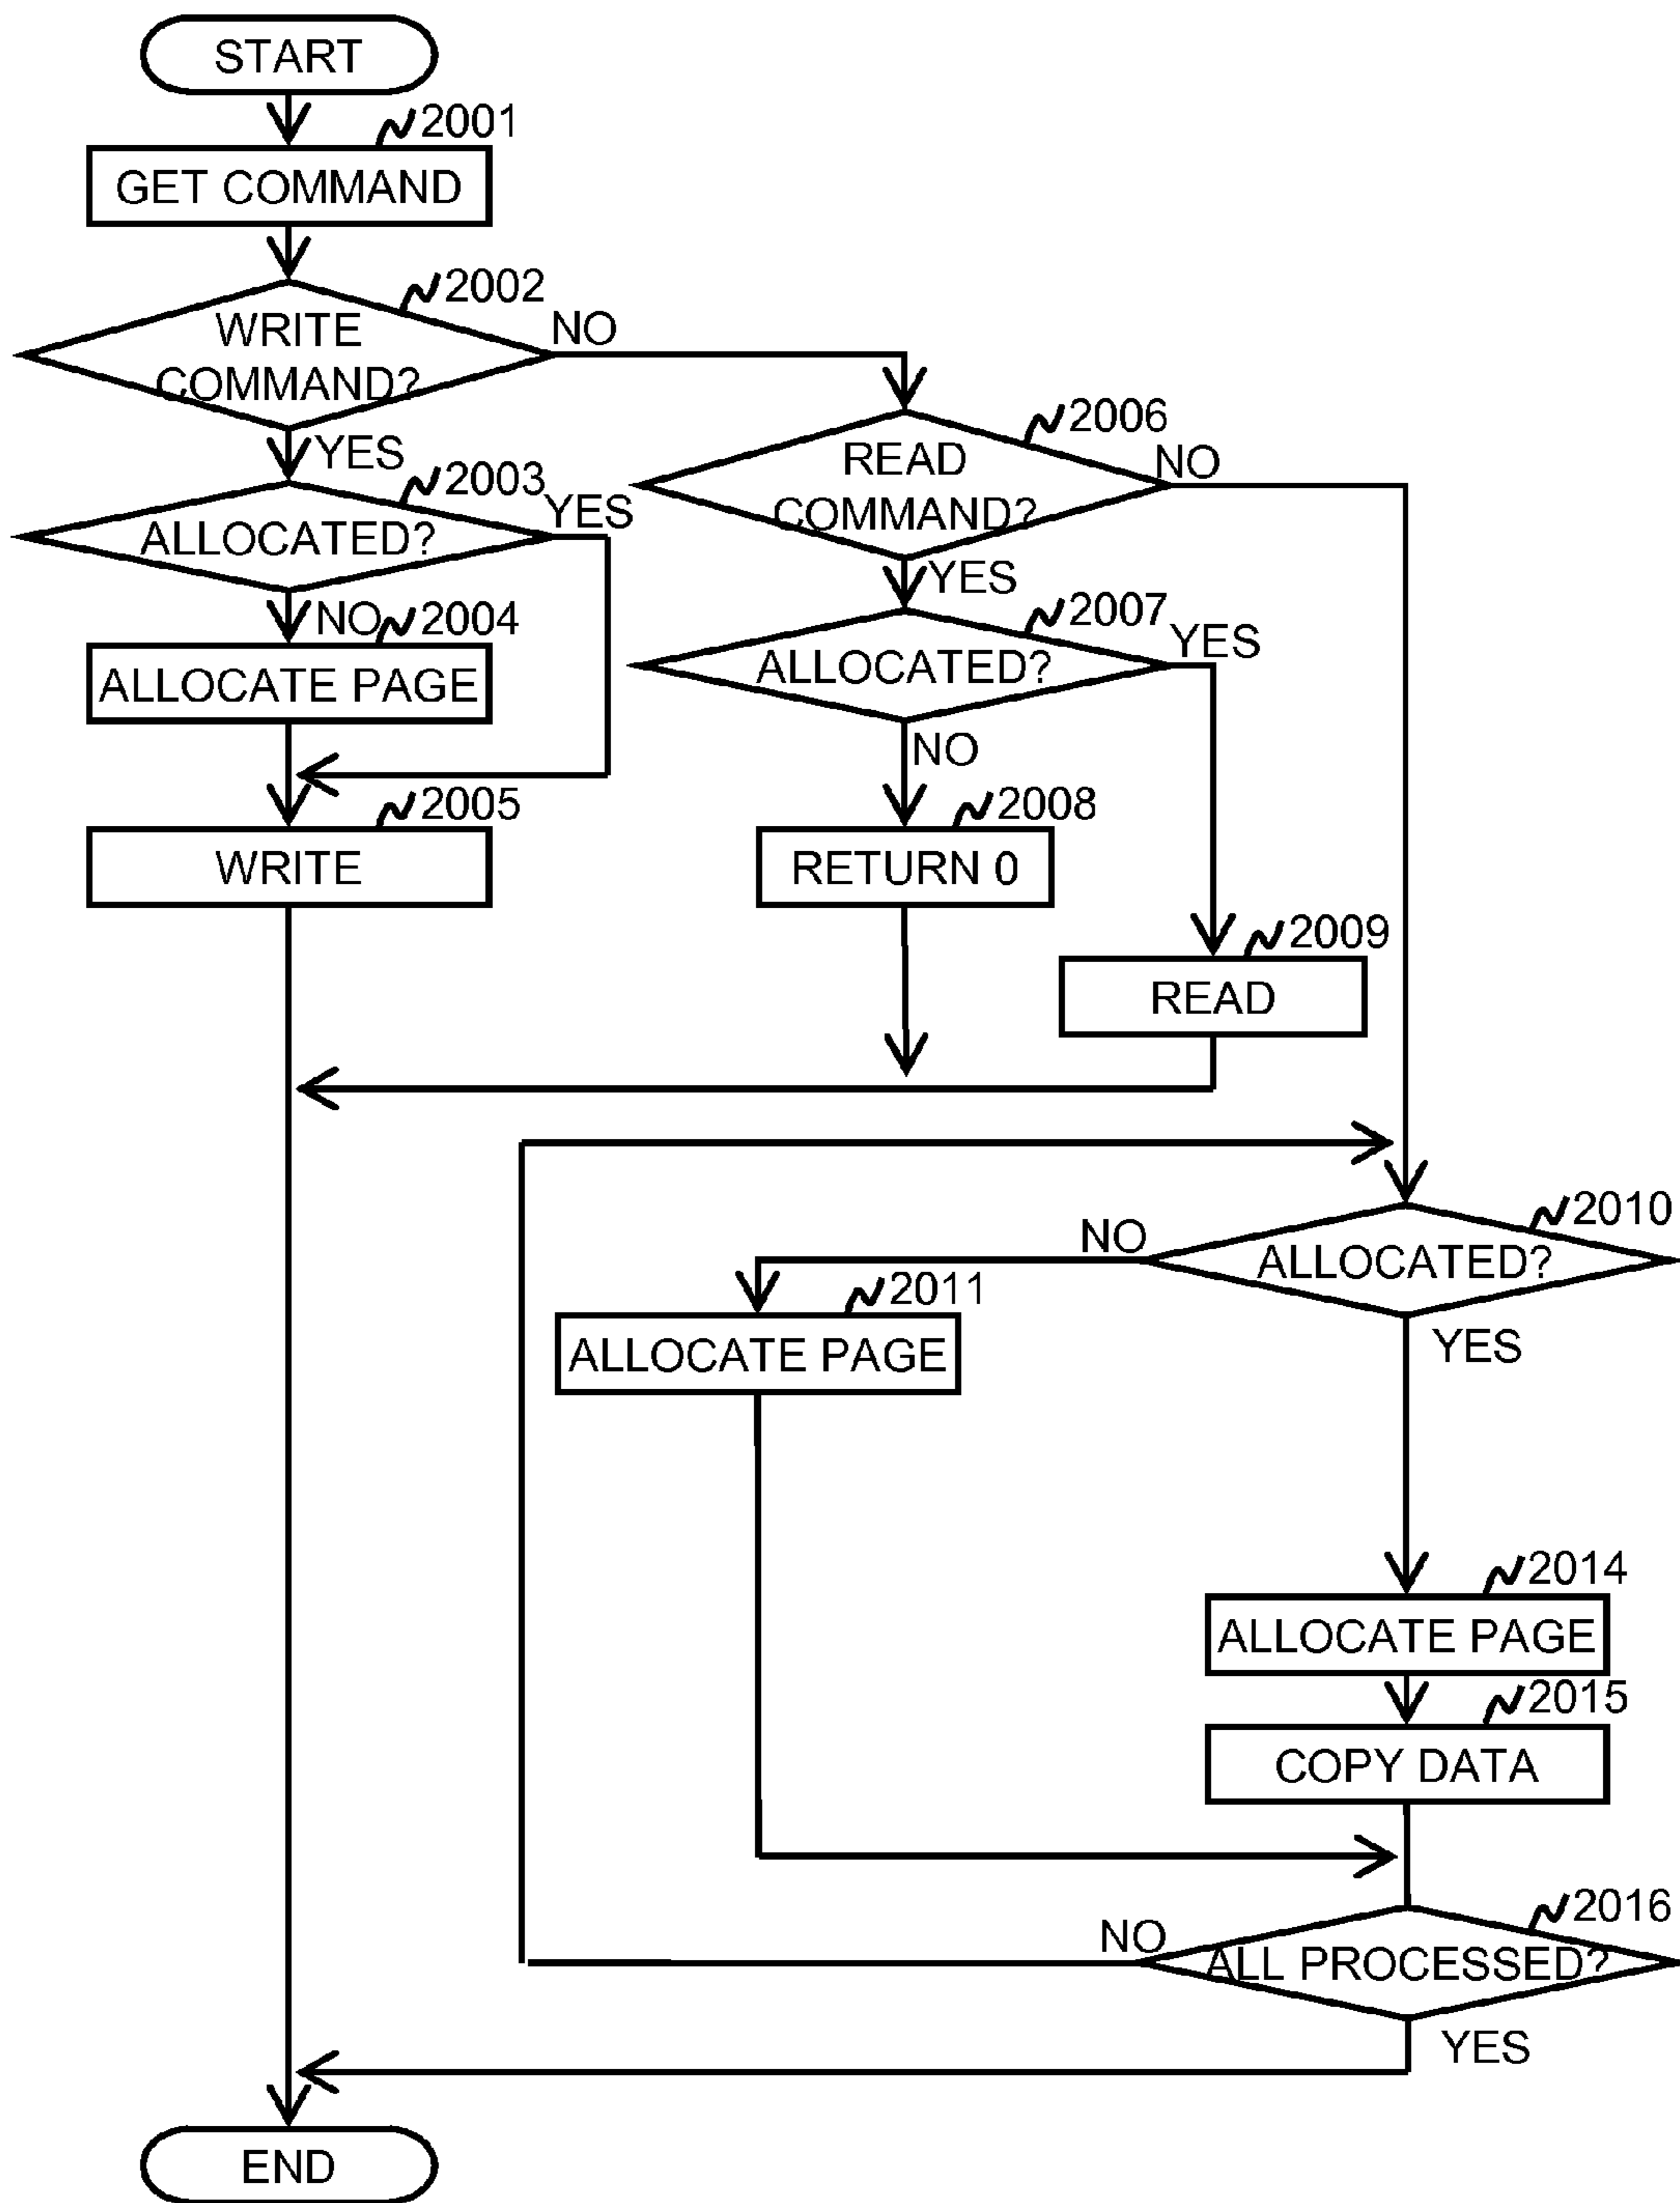 START
2001
GET COMMAND
2002
WRITE
COMMAND?
NO
YES
2003
ALLOCATED?
YES
NO
2004
ALLOCATE PAGE
2005
WRITE
2006
READ
COMMAND?
NO
YES
2007
ALLOCATED?
YES
NO
2008
RETURN 0
2009
READ
2010
ALLOCATED?
NO
2011
ALLOCATE PAGE
YES
2014
ALLOCATE PAGE
2015
COPY DATA
2016
ALL PROCESSED?
NO
YES
END